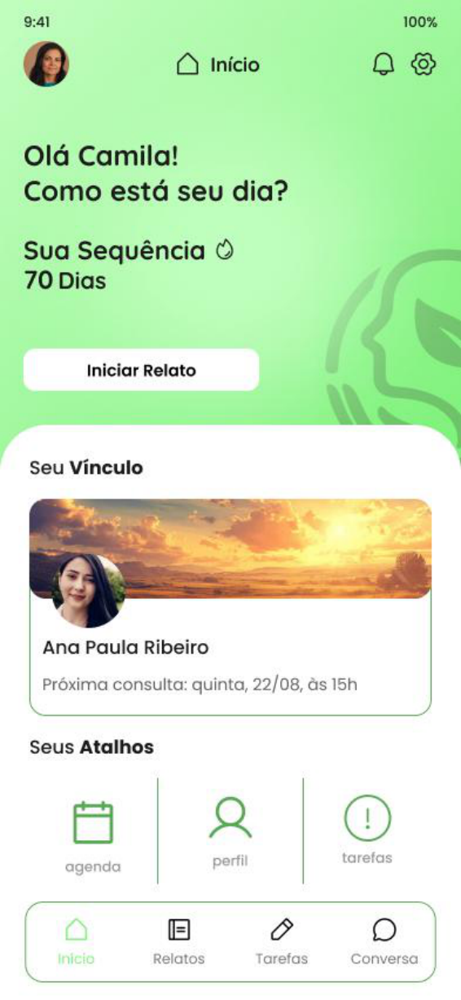 9:41
100%
Início
Olá Camila!
Como está seu dia?
Sua Sequência
70 Dias
Iniciar Relato
Seu Vínculo
Ana Paula Ribeiro
Próxima consulta: quinta, 22/08, às 15h
Seus Atalhos
agenda
perfil
tarefas
Início
Relatos
Tarefas
Conversa